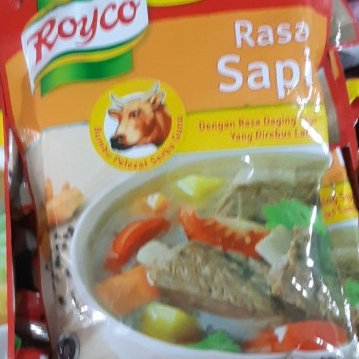 Royco
Rasa
Sapi
Dengan Rasa Daging
Yang Direbus